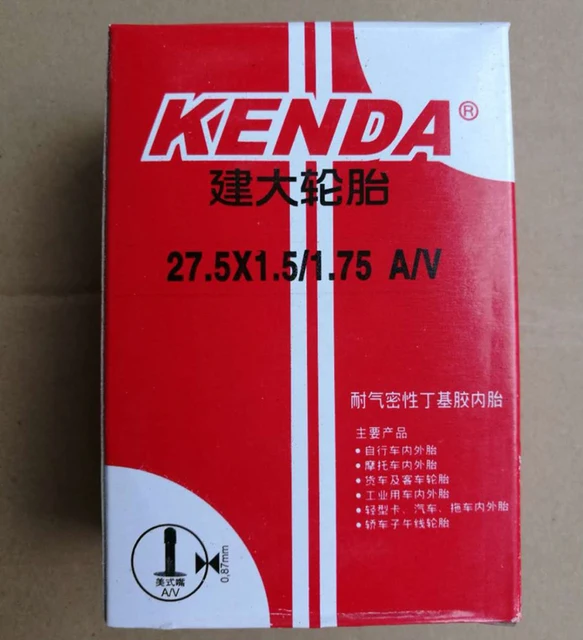 KENDA®
建大轮胎
27.5X1.5/1.75 A/V
耐气密性丁基胶内胎
主要产品
• 自行车内外胎
• 摩托车内外胎
• 货车及客车轮胎
• 工业用车内外胎
• 轻型卡、汽车、拖车内外胎
• 轿车子午线轮胎
美式嘴
A/V
0,87mm